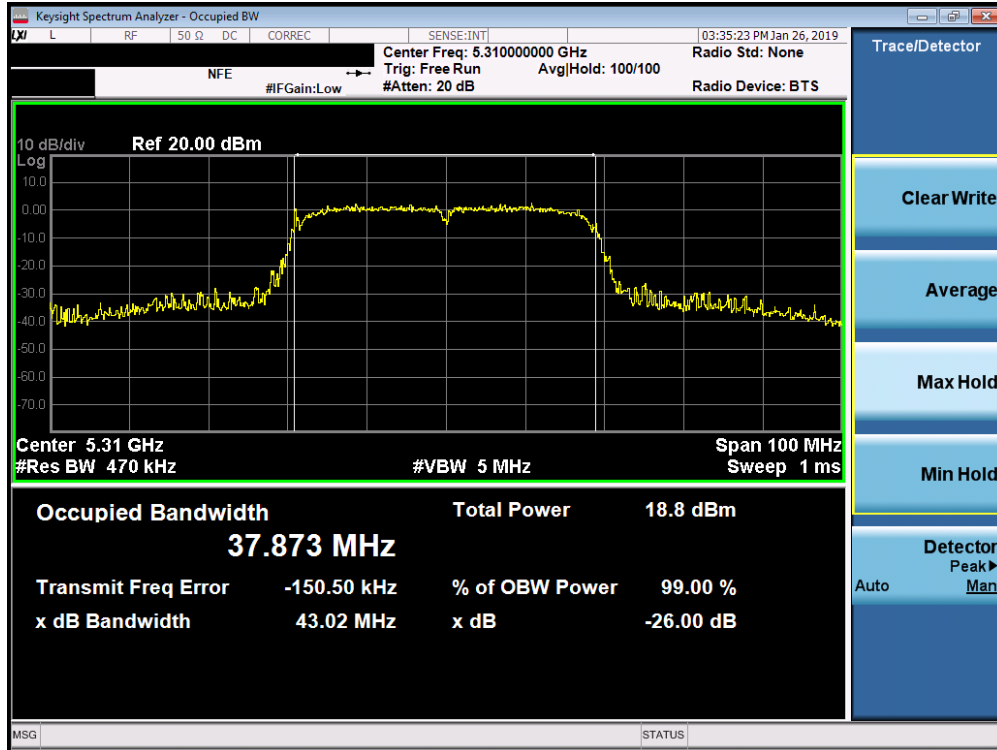 Keysight Spectrum Analyzer - Occupied BW
LXI L RF 50 Ω DC CORREC SENSE:INT 03:35:23 PM Jan 26, 2019
Center Freq: 5.310000000 GHz Radio Std: None
NFE Trig: Free Run Avg|Hold: 100/100
#IFGain:Low #Atten: 20 dB Radio Device: BTS
Trace/Detector
10 dB/div Ref 20.00 dBm
Log
10.0
0.00
-10.0
-20.0
-30.0
-40.0
-50.0
-60.0
-70.0
Center 5.31 GHz Span 100 MHz
#Res BW 470 kHz #VBW 5 MHz Sweep 1 ms
Occupied Bandwidth Total Power 18.8 dBm
37.873 MHz
Transmit Freq Error -150.50 kHz % of OBW Power 99.00 %
x dB Bandwidth 43.02 MHz x dB -26.00 dB
Clear Write
Average
Max Hold
Min Hold
Detector
Peak▶
Auto Man
MSG STATUS